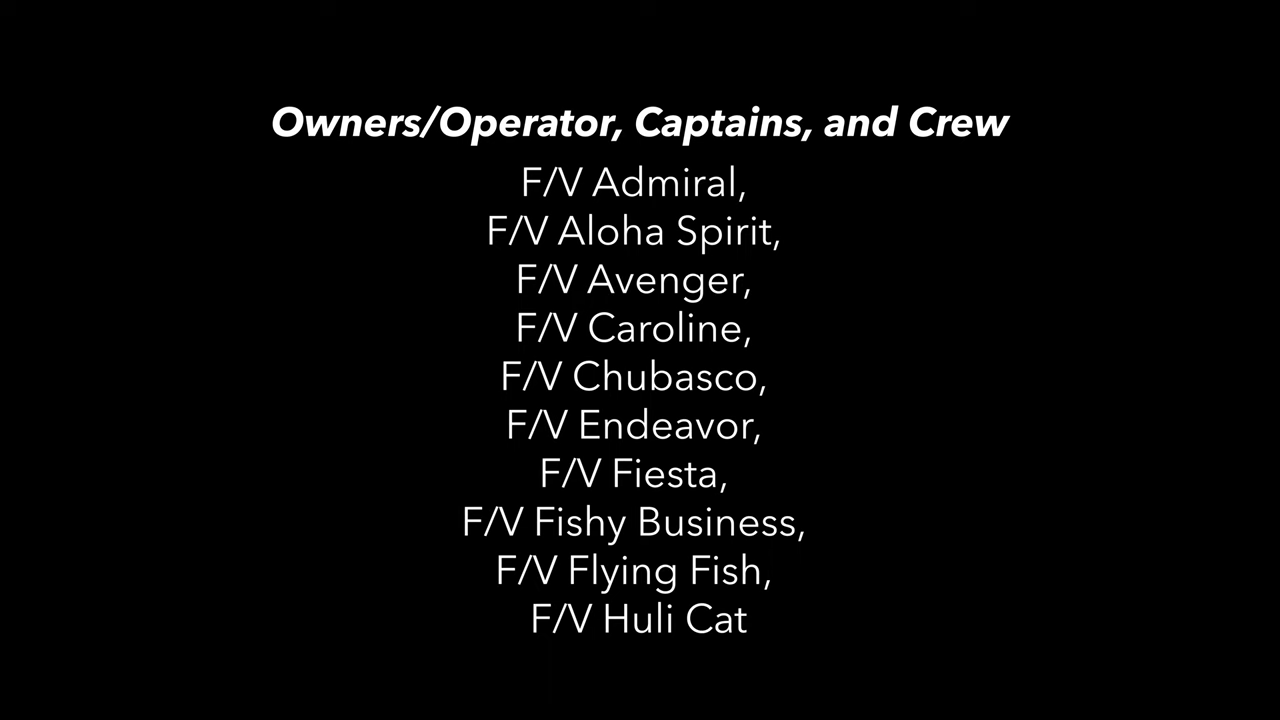 Owners/Operator, Captains, and Crew
F/V Admiral,
F/V Aloha Spirit,
F/V Avenger,
F/V Caroline,
F/V Chubasco,
F/V Endeavor,
F/V Fiesta,
F/V Fishy Business,
F/V Flying Fish,
F/V Huli Cat